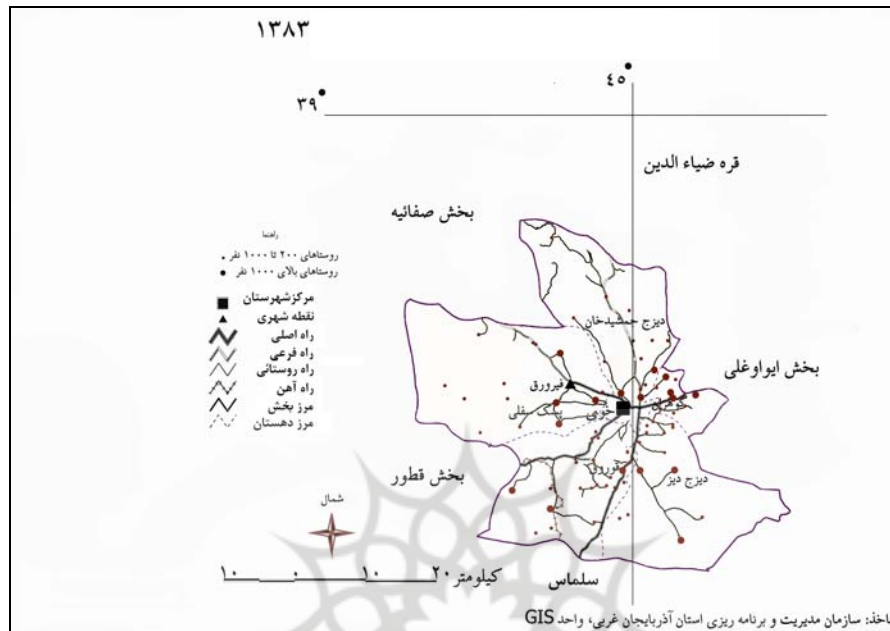 ۱۳۸۳
۴۵°
۳۹°
قره ضیاء الدین
بخش صفائیه
راهنما
روستاهای ۲۰۰ تا ۱۰۰۰ نفر
روستاهای بالای ۱۰۰۰ نفر
مرکزشهرستان
نقطه شهری
راه اصلی
راه فرعی
راه روستائی
راه آهن
مرز بخش
مرز دهستان
دیزج جمشیدخان
بخش ایواوغلی
فیرورق
خوی
سفلی
بخش قطور
دیزج دیز
شمال
سلماس
۱۰ ۰ ۱۰ ۲۰ کیلومتر
اخذ: سازمان مدیریت و برنامه ریزی استان آذربایجان غربی، واحد GIS